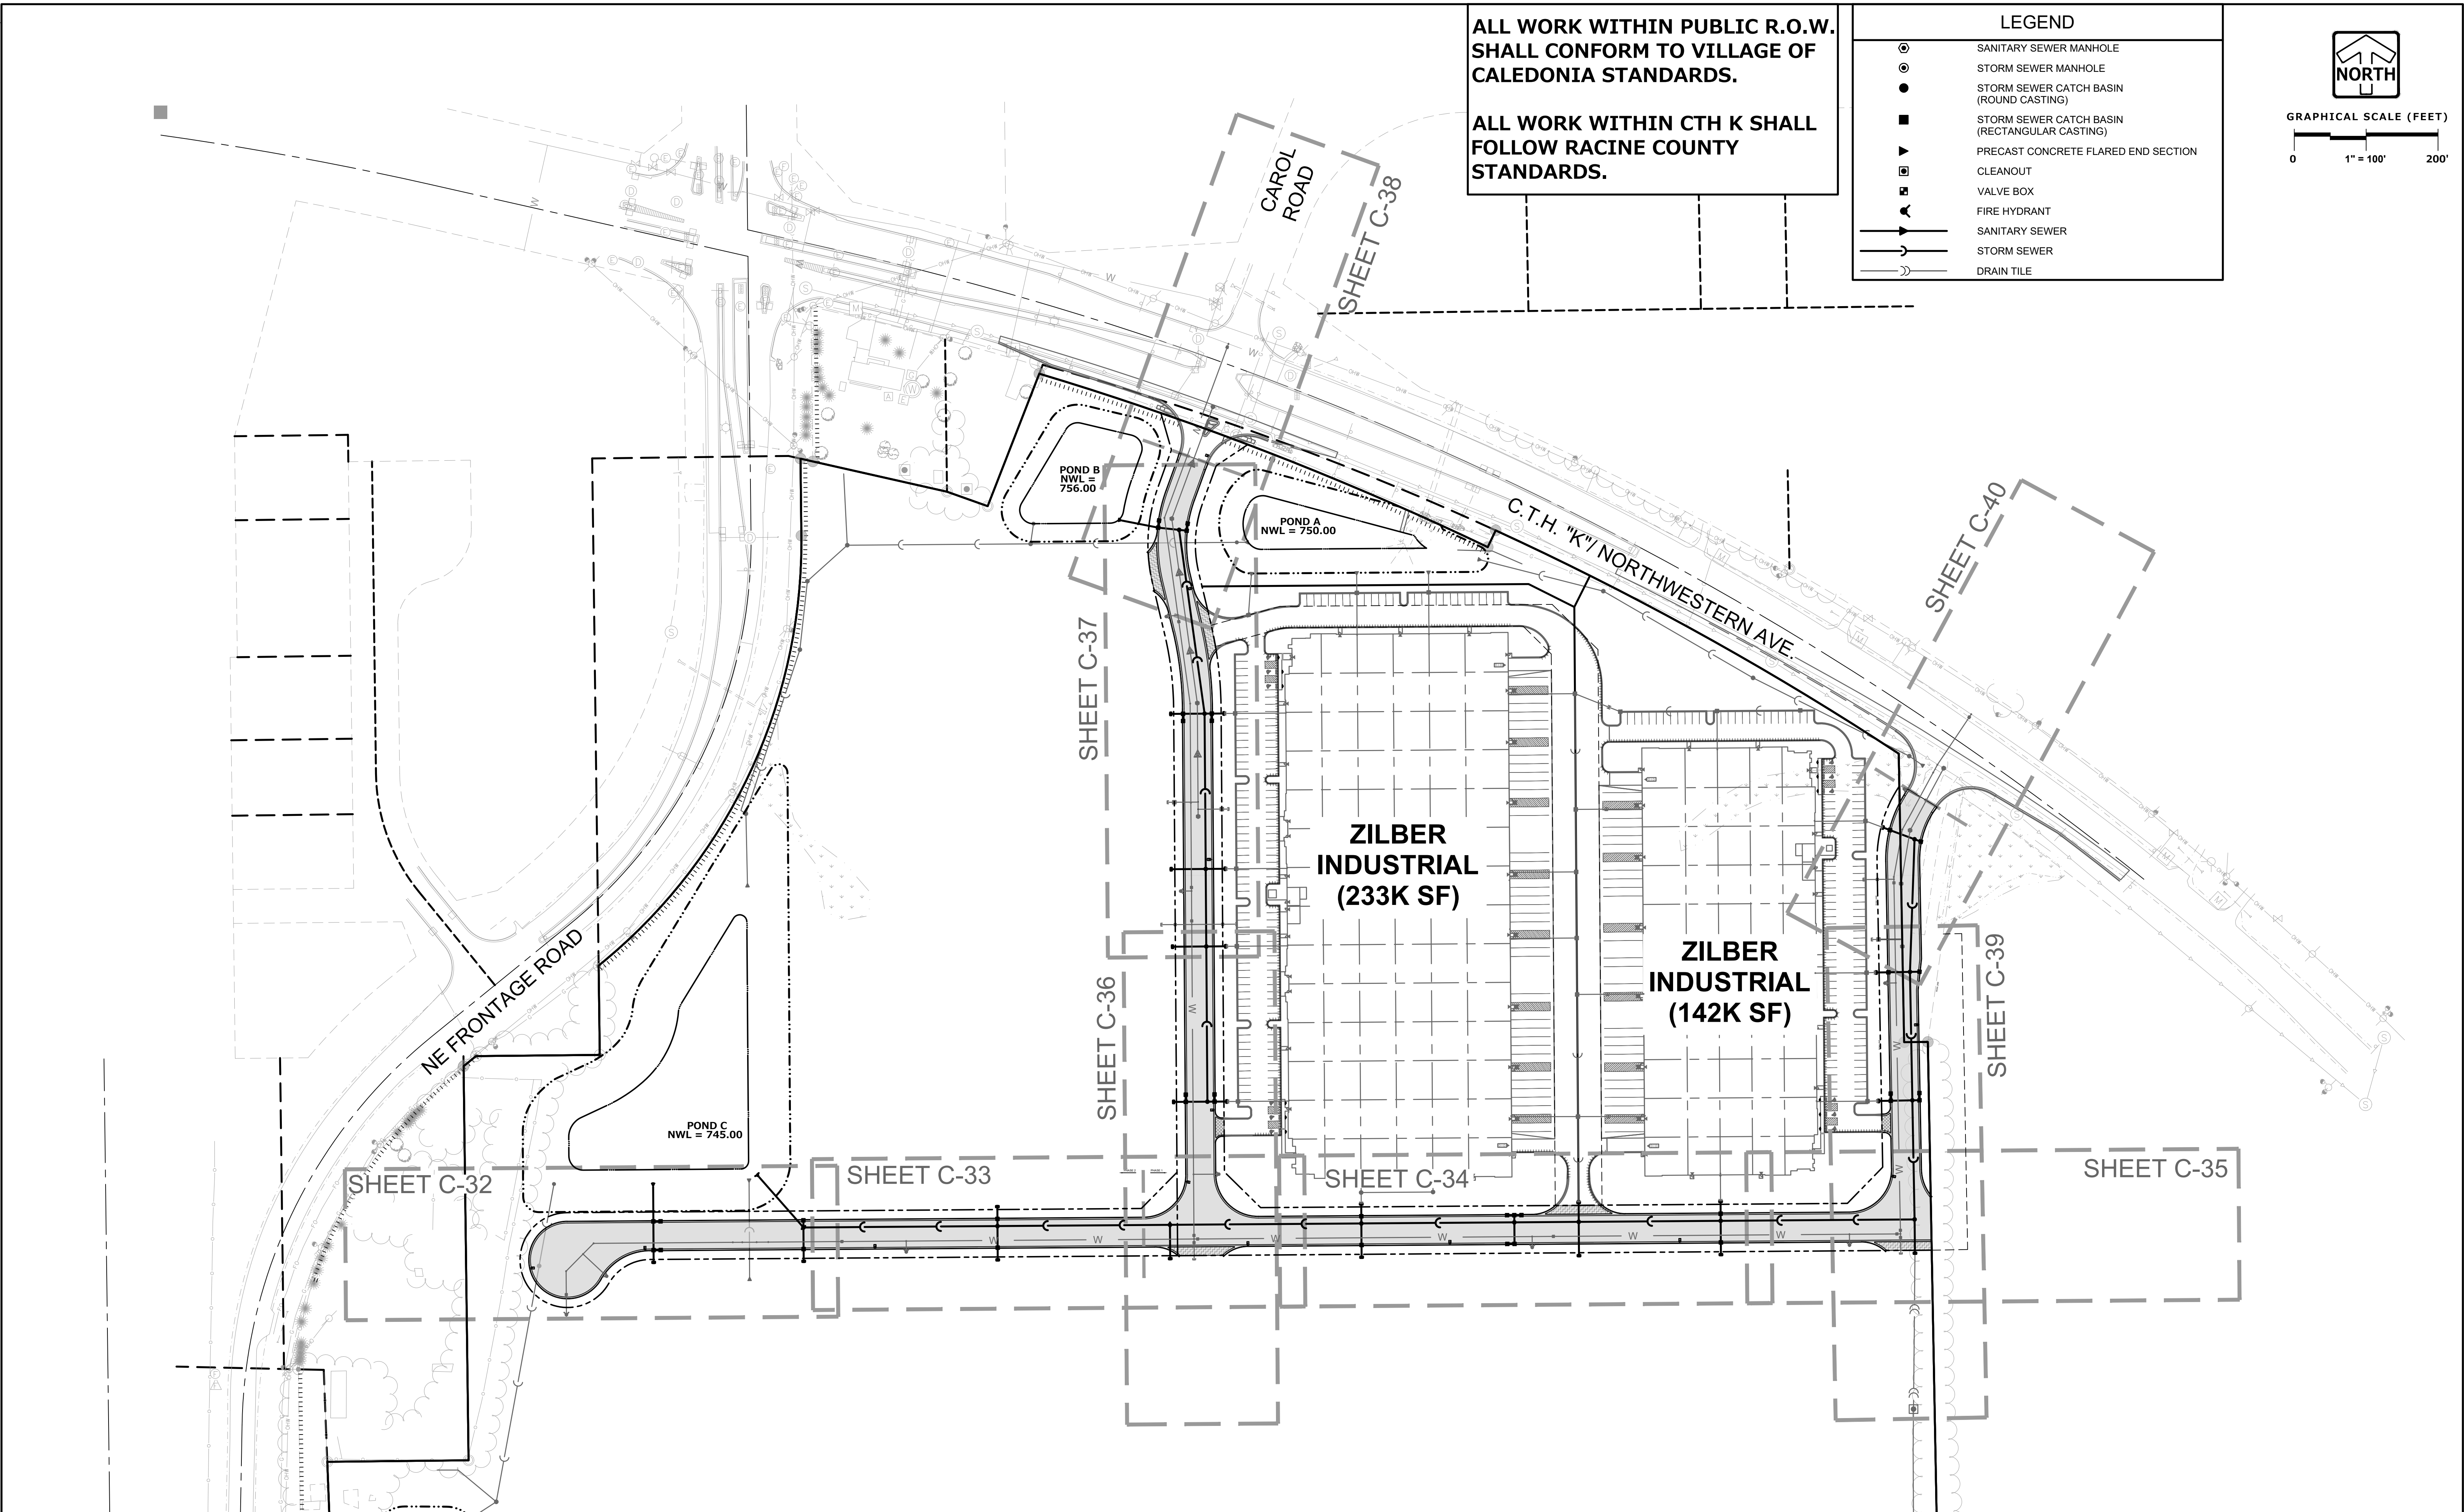 ALL WORK WITHIN PUBLIC R.O.W.
SHALL CONFORM TO VILLAGE OF
CALEDONIA STANDARDS.
ALL WORK WITHIN CTH K SHALL
FOLLOW RACINE COUNTY
STANDARDS.
LEGEND
SANITARY SEWER MANHOLE
STORM SEWER MANHOLE
STORM SEWER CATCH BASIN
(ROUND CASTING)
STORM SEWER CATCH BASIN
(RECTANGULAR CASTING)
PRECAST CONCRETE FLARED END SECTION
CLEANOUT
VALVE BOX
FIRE HYDRANT
SANITARY SEWER
STORM SEWER
DRAIN TILE
NORTH
GRAPHICAL SCALE (FEET)
0 1" = 100' 200'
CAROL
ROAD
SHEET C-38
POND B
NWL =
756.00
POND A
NWL = 750.00
C.T.H. "K"/ NORTHWESTERN AVE.
SHEET C-40
SHEET C-37
ZILBER
INDUSTRIAL
(233K SF)
ZILBER
INDUSTRIAL
(142K SF)
NE FRONTAGE ROAD
SHEET C-36
SHEET C-39
POND C
NWL = 745.00
SHEET C-32
SHEET C-33
SHEET C-34
SHEET C-35